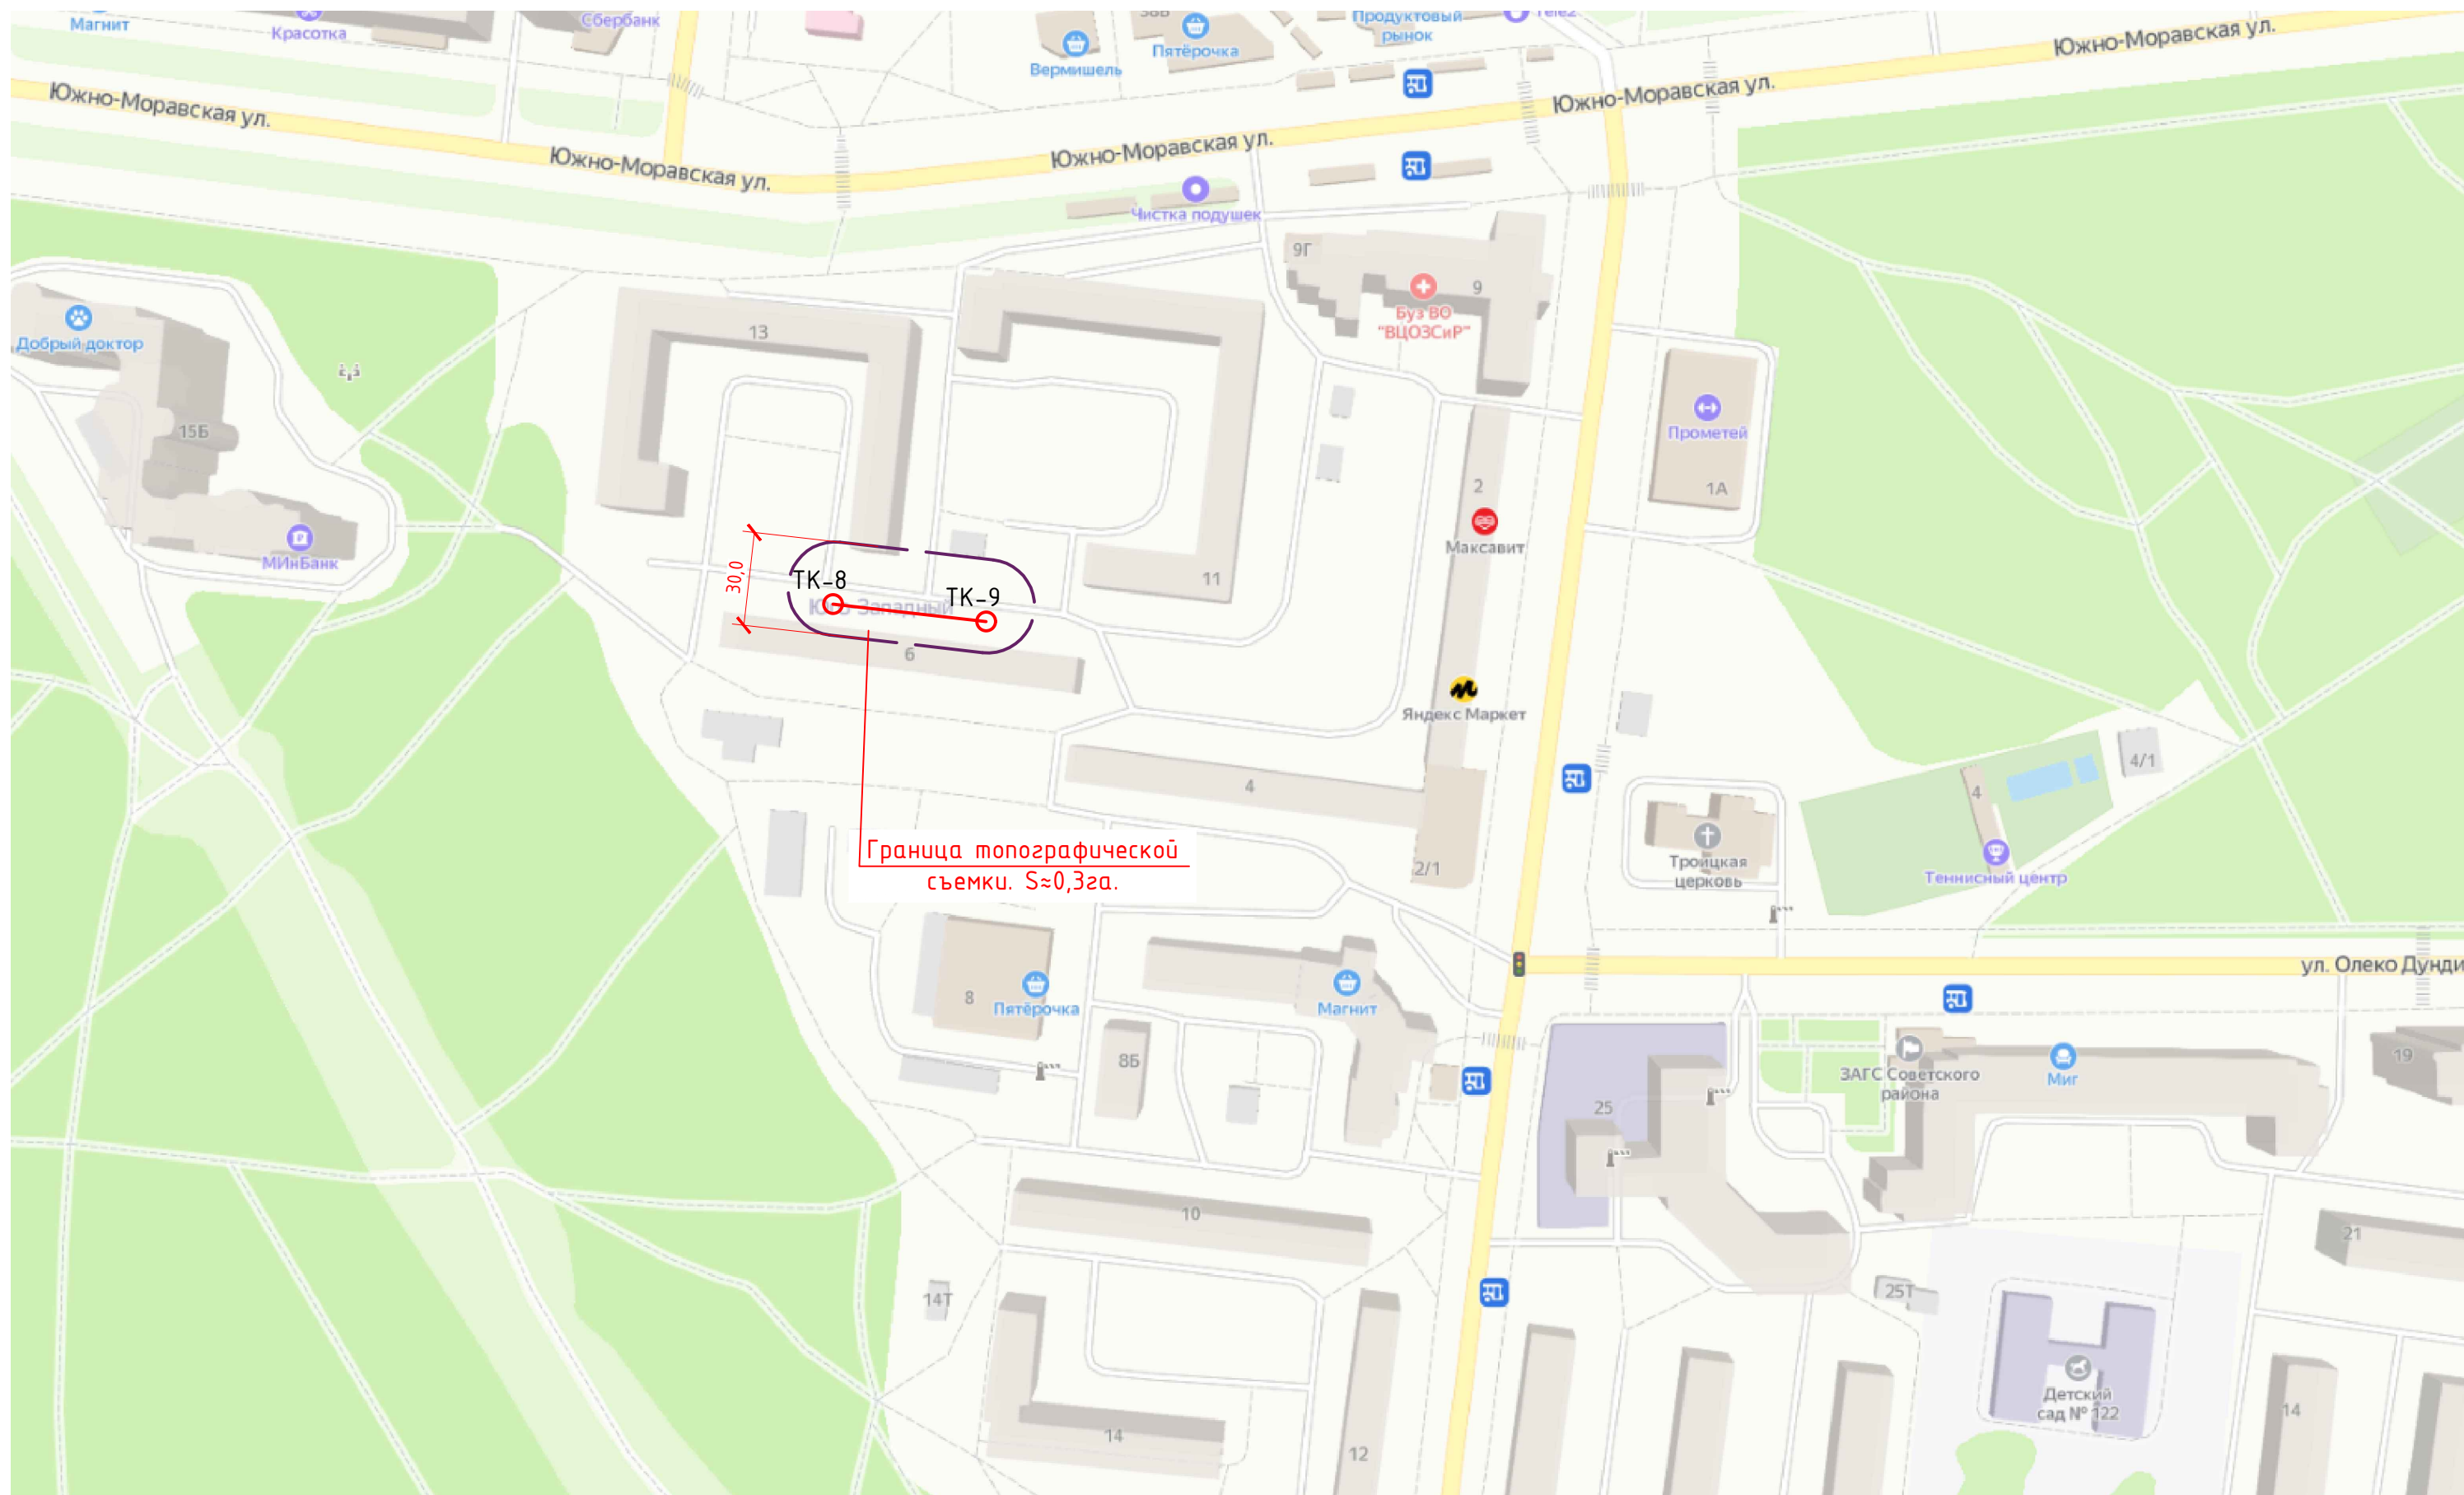 Магнит
Красотка
Сбербанк
Вермишель
38В
Пятёрочка
Продуктовый
рынок
Tele2
Южно-Моравская ул.
Южно-Моравская ул.
Южно-Моравская ул.
Южно-Моравская ул.
Южно-Моравская ул.
Чистка подушек
9Г
9
Буз ВО
"ВЦОЗСиР"
Добрый доктор
13
15Б
МИнБанк
Прометей
1А
2
Максавит
11
30,0
ТК-8
ТК-9
Юго-Западный
6
Яндекс Маркет
4
2/1
4/1
4
Троицкая
церковь
Теннисный центр
Граница топографической
съемки. S≈0,3га.
ул. Олеко Дунди
8
Пятёрочка
Магнит
8Б
25
ЗАГС Советского
района
Миг
19
10
21
14Т
25Т
Детский
сад № 122
14
12
14